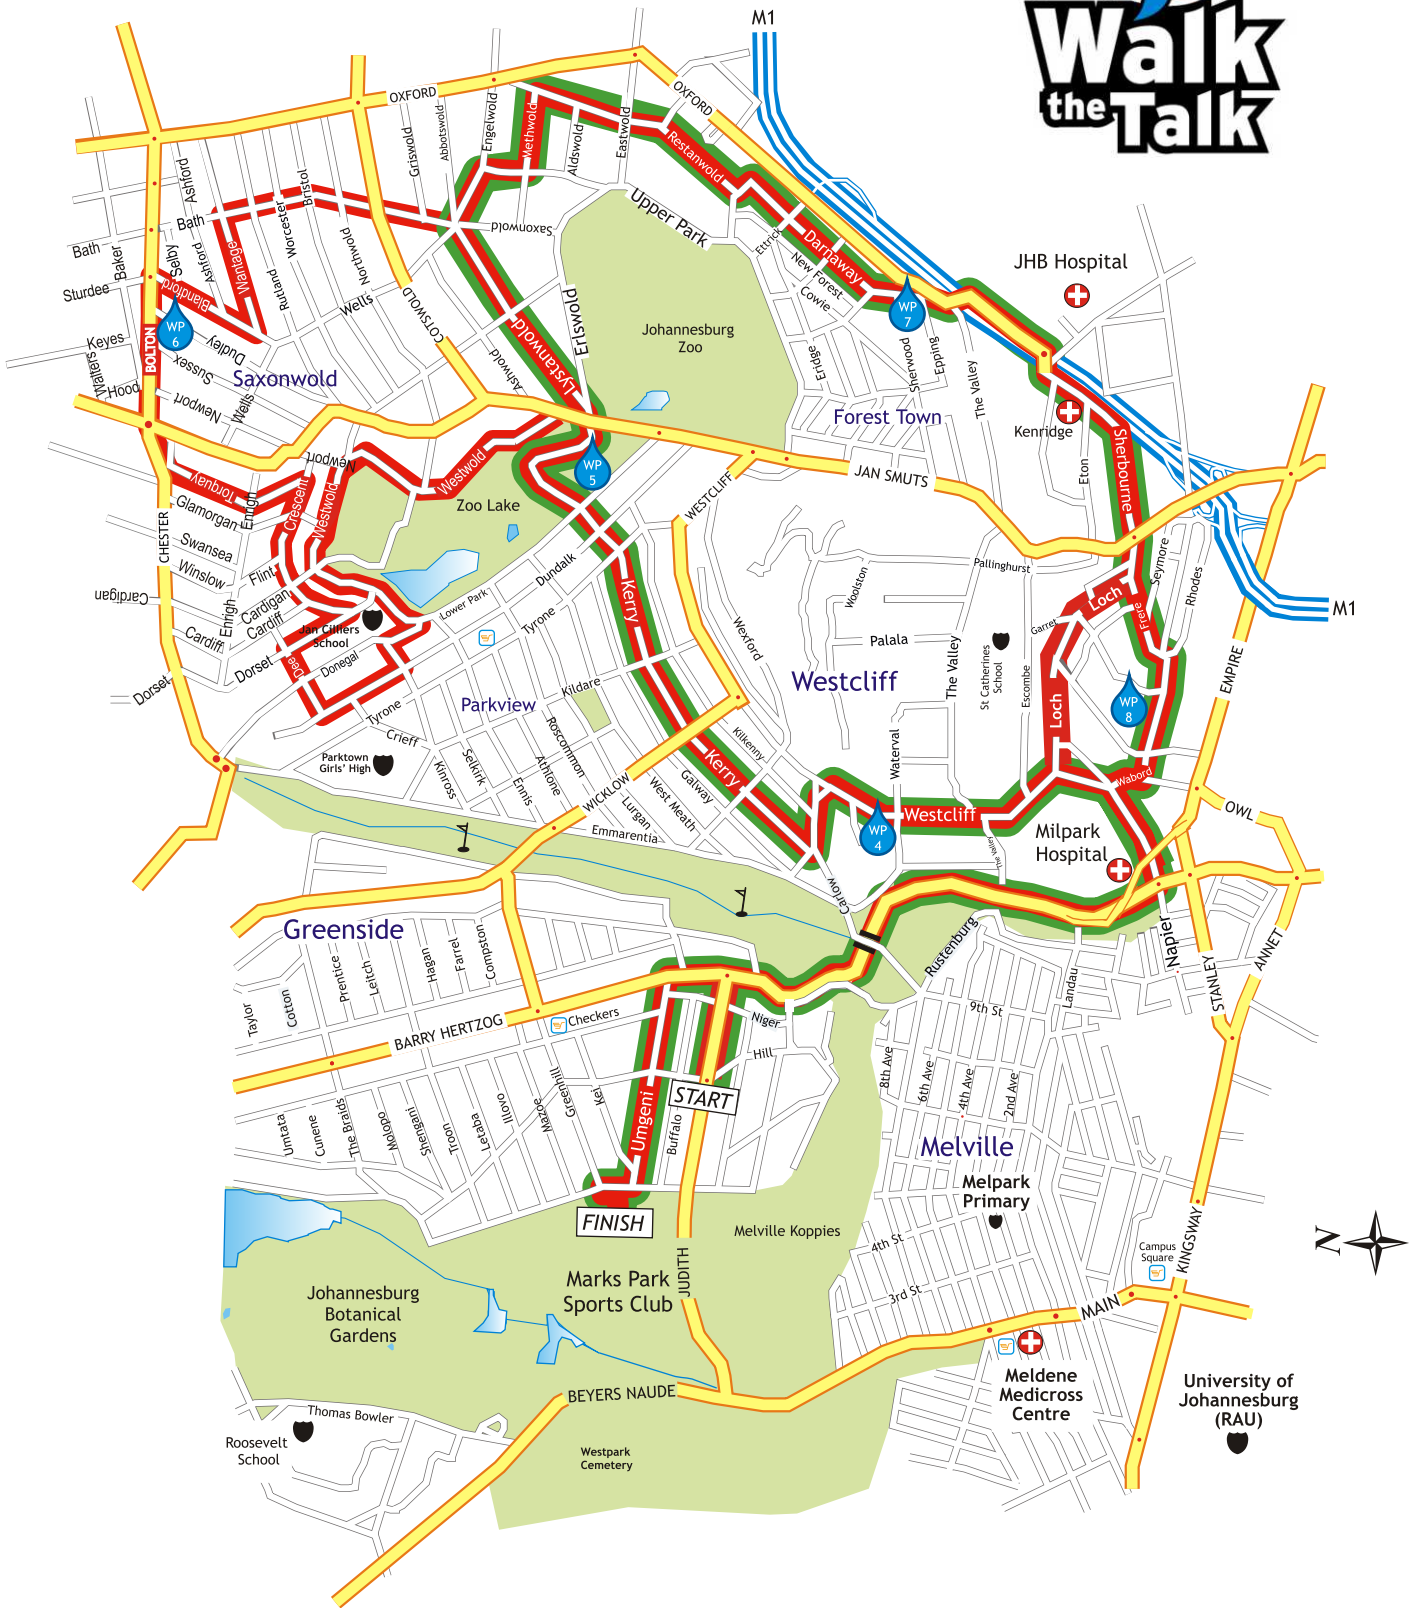 Walk
the Talk
M1
OXFORD
OXFORD
Engelwold
Methwold
Aldswold
Eastwold
Restanwold
Griswold
Abbotswold
Ashford
Bristol
Worcester
Bath
Bath
Baker
Selby
Ashford
Wantage
Rutland
Northwold
Saxonwold
Upper Park
Ettrick
Darnaway
New Forest
Cowie
WP
7
JHB Hospital
Sturdee
Blandford
WP
6
Wells
COTSWOLD
Lystanwold
Erlswold
Johannesburg
Zoo
Keyes
Walters
BOLTON
Dudley
Sussex
Hood
Newport
Wells
Saxonwold
Ashwold
Eridge
Sherwood
Epping
The Valley
Forest Town
Kenridge
Sherbourne
Eton
JAN SMUTS
WESTCLIFF
WP
5
Westwold
Newport
Torquay
Crescent
Westwold
Zoo Lake
Glamorgan
Enrigh
CHESTER
Swansea
Winslow
Flint
Cardigan
Cardigan
Cardiff
Cardiff
Enrigh
Dorset
Dorset
Jan Cilliers
School
Dee
Donegal
Lower Park
Dundalk
Tyrone
Tyrone
Kerry
Wexford
Woolston
Pallinghurst
Palala
The Valley
St Catherines
School
Escombe
Garret
Loch
Frere
Seymore
Rhodes
M1
EMPIRE
Westcliff
Loch
WP
8
Parkview
Kildare
Crieff
Parktown
Girls' High
Kinross
Selkirk
Ennis
Athlone
Roscommon
Lurgan
West Meath
Galway
Kilkenny
Kerry
WICKLOW
Emmarentia
Waterval
Wabord
Westcliff
WP
4
The Valley
Milpark
Hospital
OWL
Carlow
Greenside
Rustenburg
Napier
STANLEY
ANNET
Landau
Taylor
Cotton
Prentice
Leitch
Hagan
Farrel
Compston
BARRY HERTZOG
Checkers
Niger
Hill
9th St
8th Ave
6th Ave
4th Ave
2nd Ave
START
Umtata
Cunene
The Braids
Molopo
Shengani
Troon
Letaba
Illovo
Mazoe
Greenhill
Kei
Umgeni
Buffalo
Melville
Melpark
Primary
FINISH
Melville Koppies
4th St
3rd St
JUDITH
Campus
Square
KINGSWAY
N
Johannesburg
Botanical
Gardens
Marks Park
Sports Club
MAIN
Meldene
Medicross
Centre
University of
Johannesburg
(RAU)
BEYERS NAUDE
Thomas Bowler
Roosevelt
School
Westpark
Cemetery